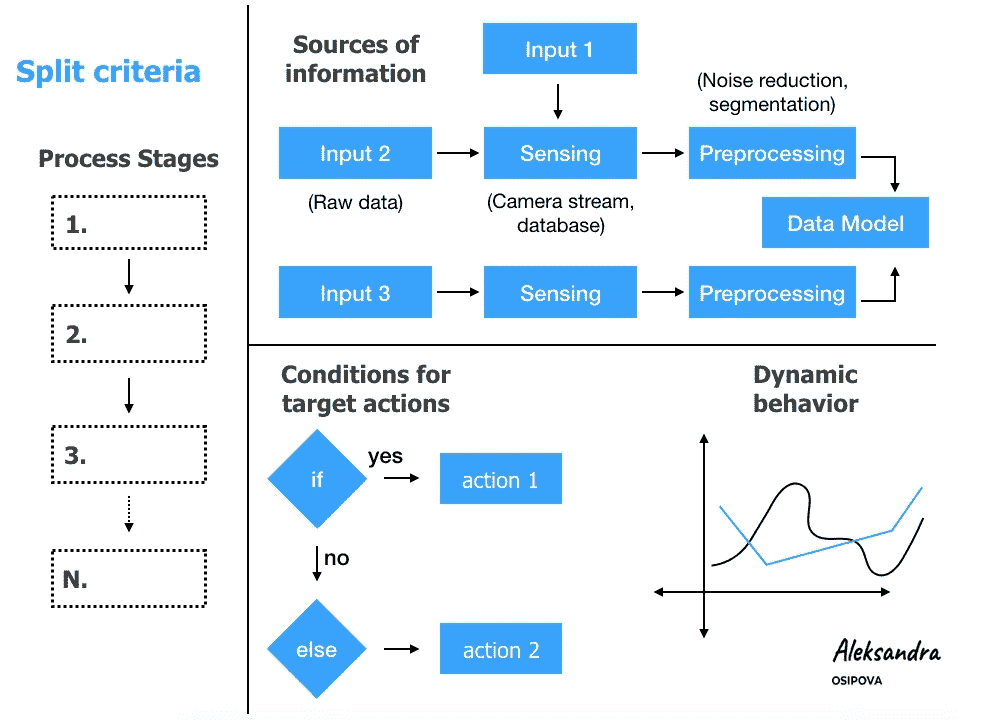 Split criteria
Process Stages
1.
2.
3.
N.
Sources of
information
Input 1
(Noise reduction,
segmentation)
Input 2
Sensing
Preprocessing
(Raw data)
(Camera stream,
database)
Data Model
Input 3
Sensing
Preprocessing
Conditions for
target actions
if
yes
action 1
no
else
action 2
Dynamic
behavior
Aleksandra
OSIPOVA